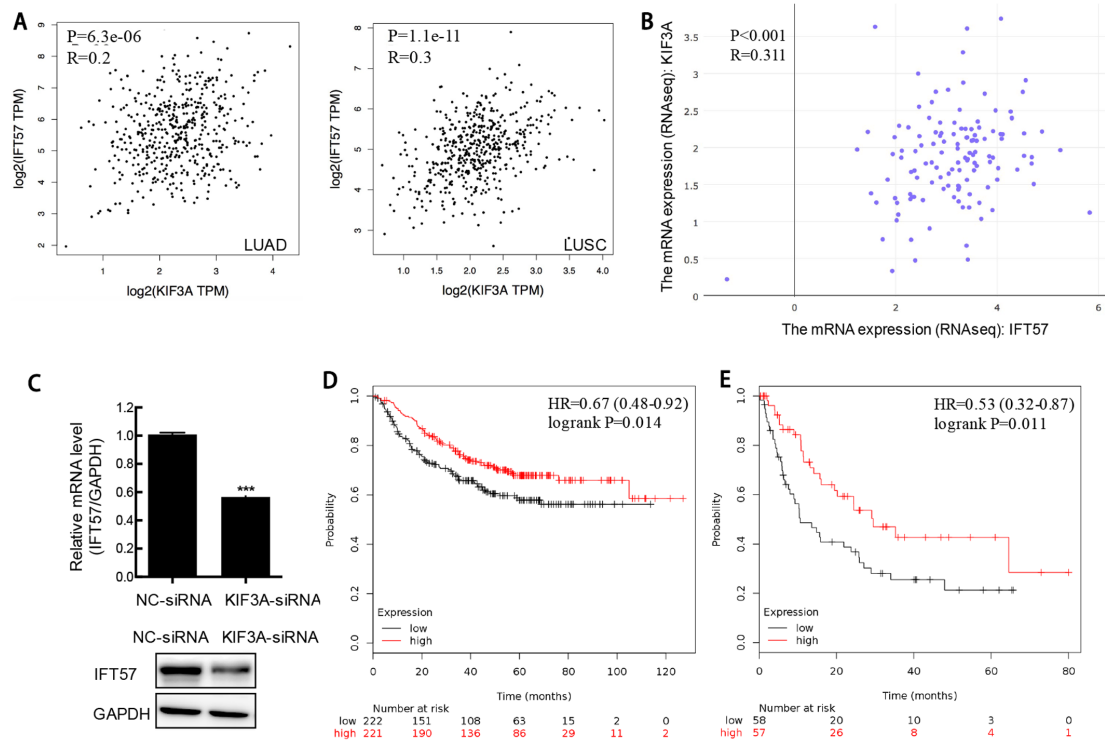 A
P=6.3e-06
R=0.2
log2(IFT57 TPM)
2 3 4 5 6 7 8 9
LUAD
1 2 3 4
log2(KIF3A TPM)
P=1.1e-11
R=0.3
log2(IFT57 TPM)
3 4 5 6 7 8
LUSC
1.0 1.5 2.0 2.5 3.0 3.5 4.0
log2(KIF3A TPM)
B
P<0.001
R=0.311
The mRNA expression (RNAseq): KIF3A
3.5
3
2.5
2
1.5
1
0.5
0
0 2 4 6
The mRNA expression (RNAseq): IFT57
C
Relative mRNA level
(IFT57/GAPDH)
1.2
1.0
0.8
0.6
0.4
0.2
0.0
***
NC-siRNA KIF3A-siRNA
NC-siRNA KIF3A-siRNA
IFT57
GAPDH
D
HR=0.67 (0.48-0.92)
logrank P=0.014
Probability
0.0 0.2 0.4 0.6 0.8 1.0
Expression
low
high
0 20 40 60 80 100 120
Time (months)
Number at risk
low 222 151 108 63 15 2 0
high 221 190 136 86 29 11 2
E
HR=0.53 (0.32-0.87)
logrank P=0.011
Probability
0.0 0.2 0.4 0.6 0.8 1.0
Expression
low
high
0 20 40 60 80
Time (months)
Number at risk
low 58 20 10 3 0
high 57 26 8 4 1